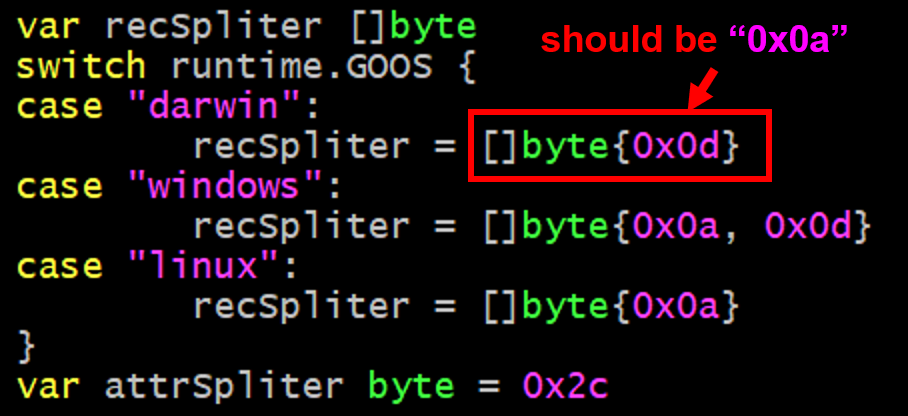 var recSpliter []byte
should be “0x0a”
switch runtime.GOOS {
case "darwin":
        recSpliter = []byte{0x0d}
case "windows":
        recSpliter = []byte{0x0a, 0x0d}
case "linux":
        recSpliter = []byte{0x0a}
}
var attrSpliter byte = 0x2c